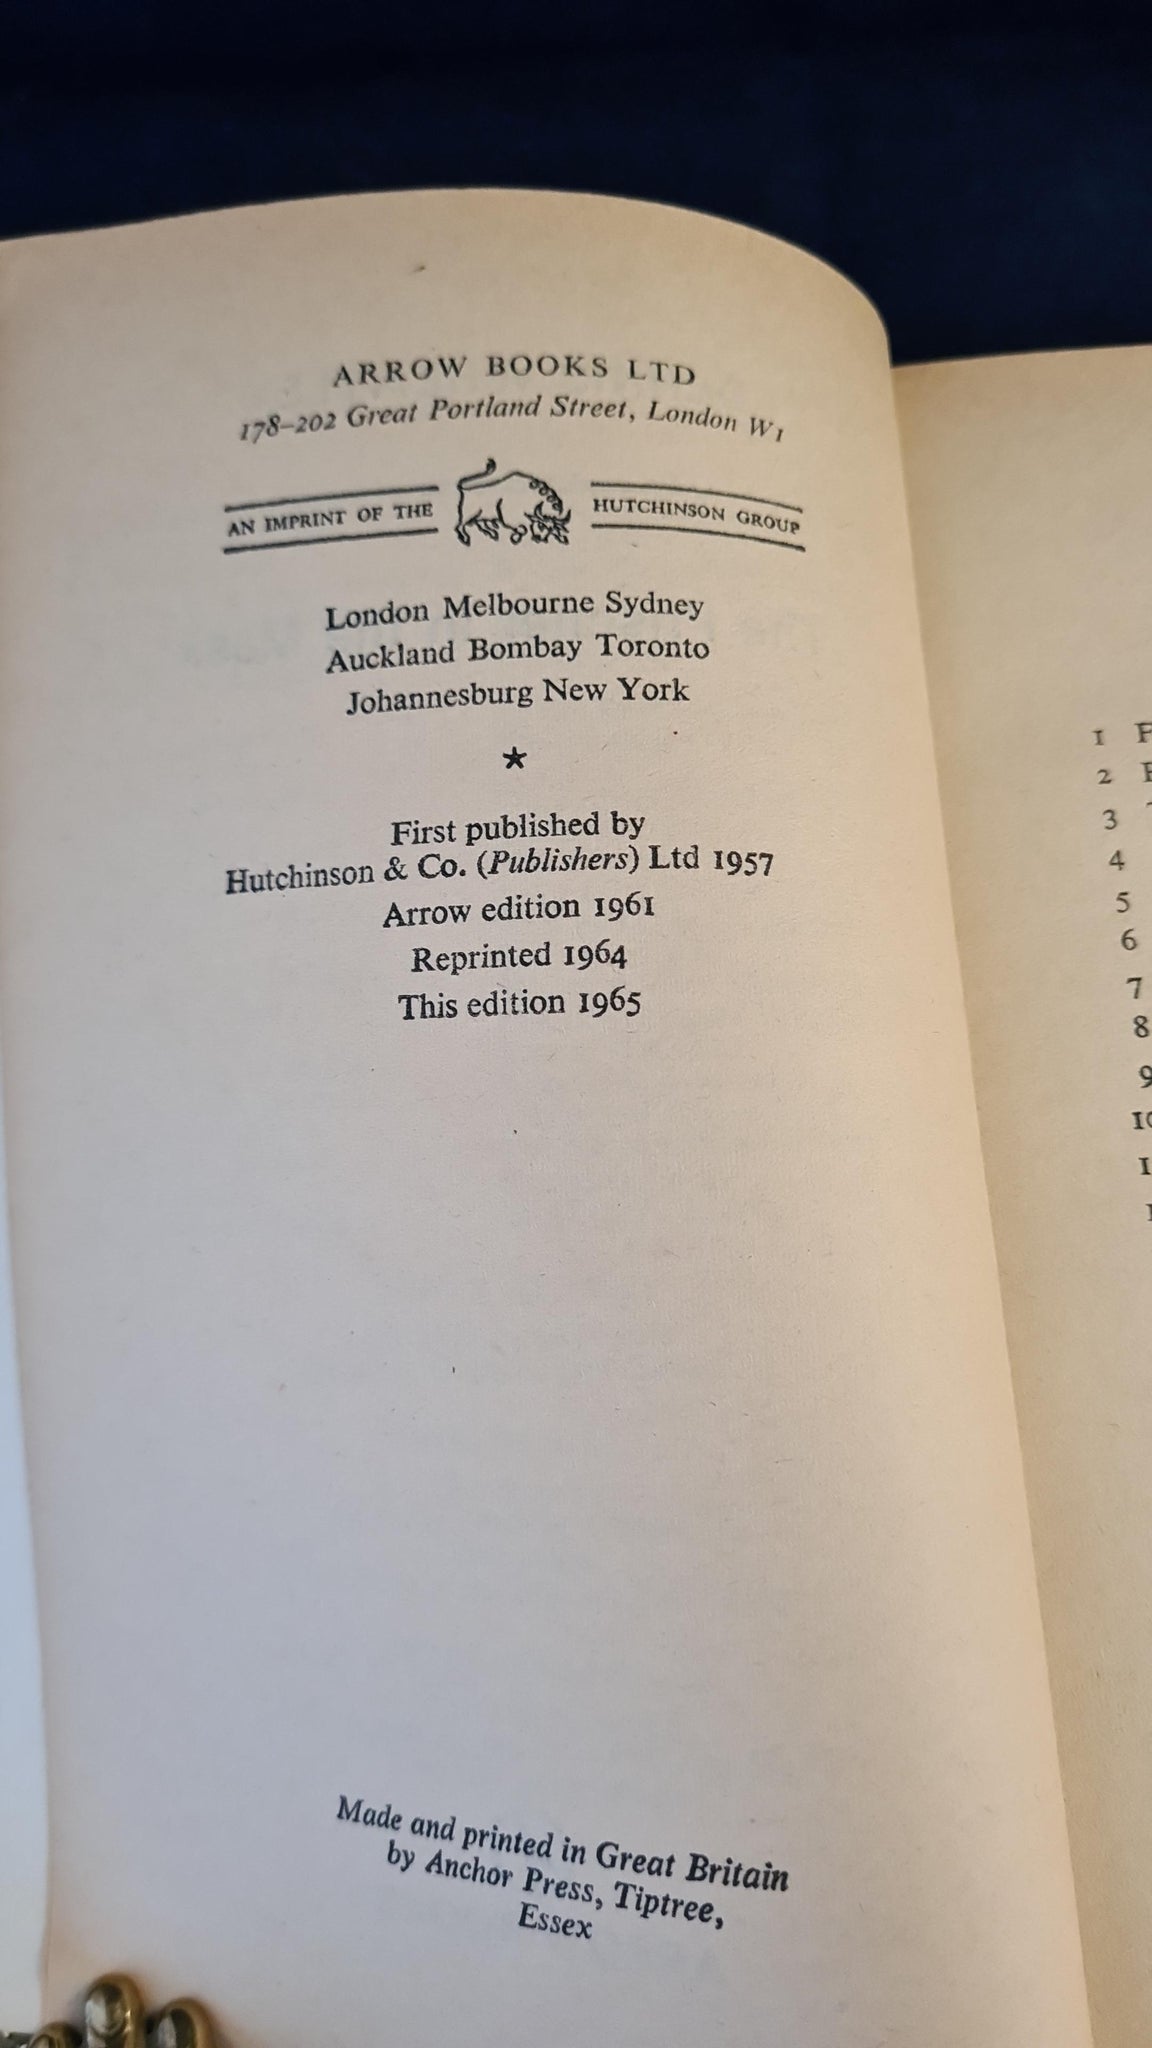 ARROW BOOKS LTD
178–202 Great Portland Street, London W1
AN IMPRINT OF THE HUTCHINSON GROUP
London Melbourne Sydney
Auckland Bombay Toronto
Johannesburg New York
★
First published by
Hutchinson & Co. (Publishers) Ltd 1957
Arrow edition 1961
Reprinted 1964
This edition 1965
Made and printed in Great Britain
by Anchor Press, Tiptree,
Essex
1
2
3
4
5
6
7
8
9